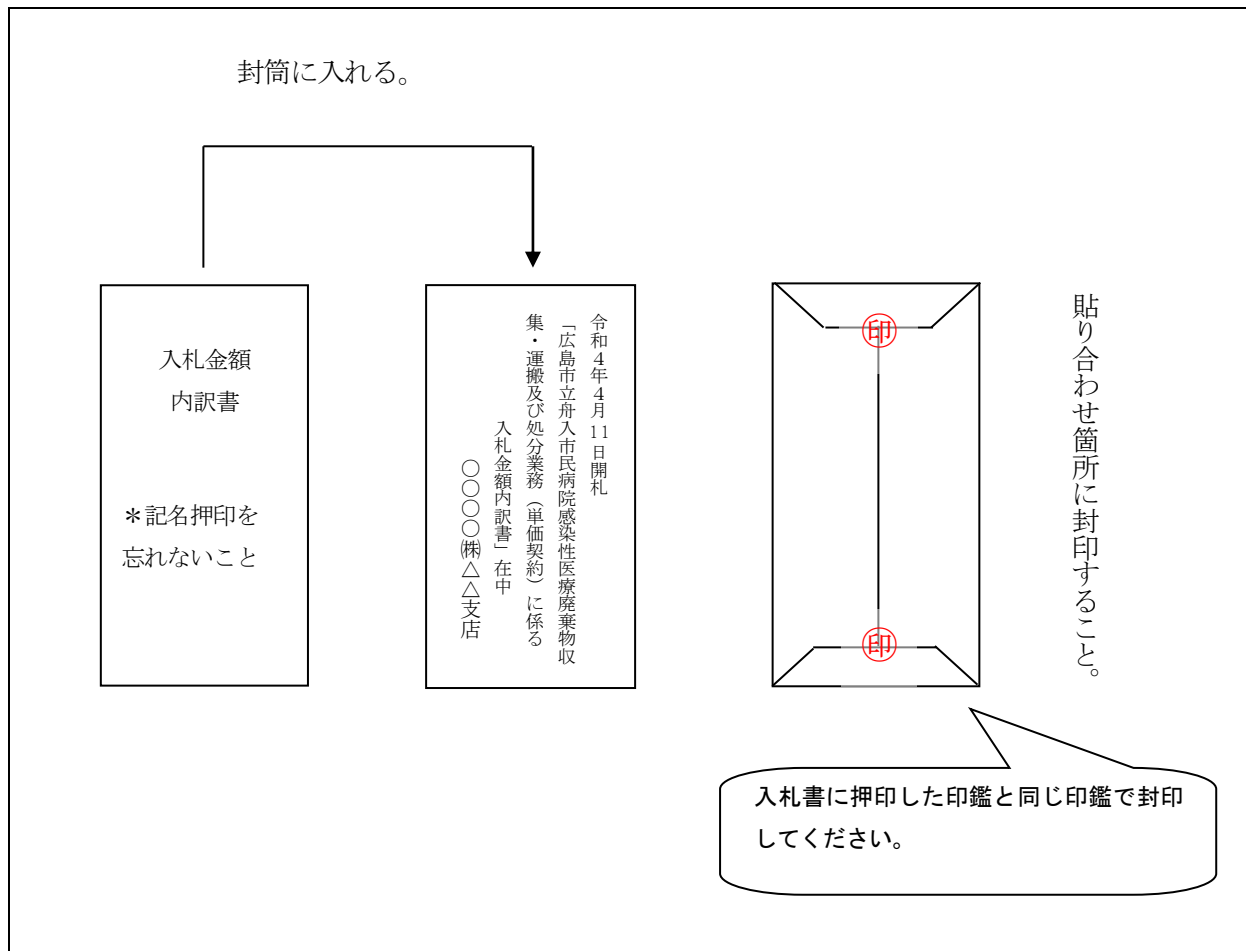 封筒に入れる。
入札金額
内訳書
＊記名押印を
忘れないこと
令和４年４月11日開札
「広島市立舟入市民病院感染性医療廃棄物収
集・運搬及び処分業務（単価契約）に係る
入札金額内訳書」在中
〇〇〇〇㈱△△支店
印
印
貼り合わせ箇所に封印すること。
入札書に押印した印鑑と同じ印鑑で封印
してください。